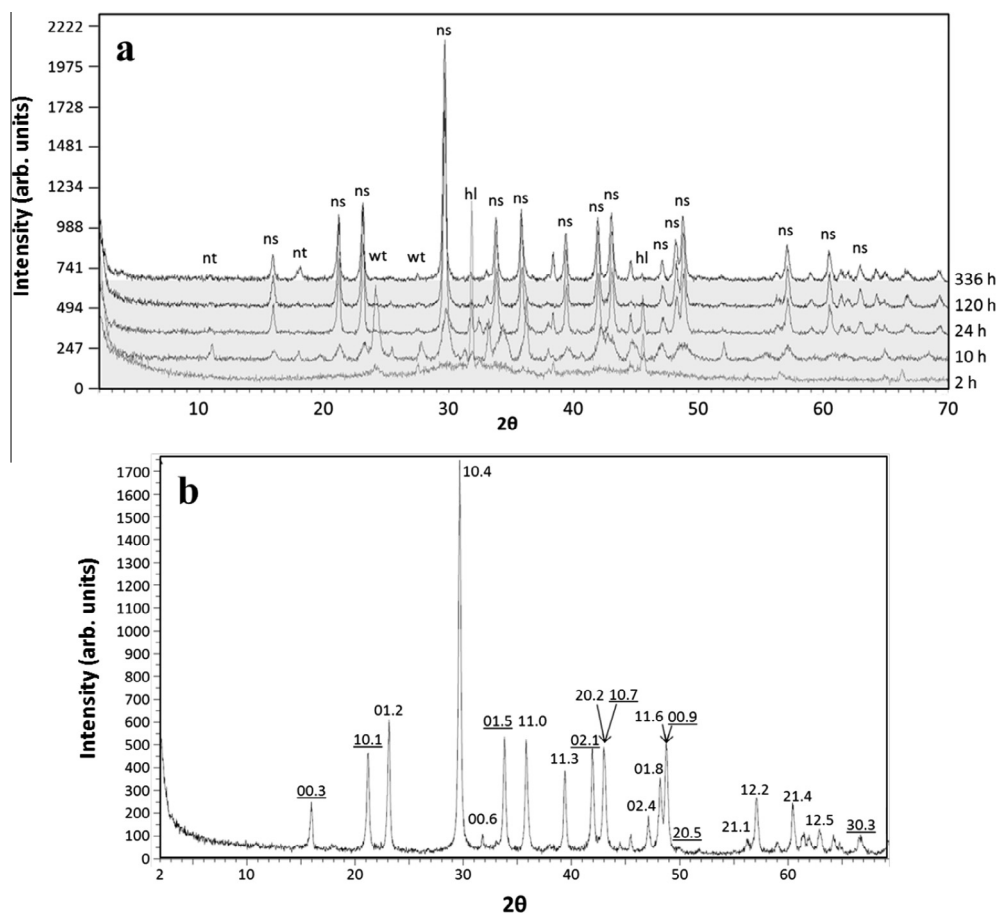 a
Intensity (arb. units)
2222
1975
1728
1481
1234
988
741
494
247
0
ns
ns
ns
ns
hl
ns
ns
ns
ns
ns
ns
ns
ns
ns
ns
nt
nt
wt
wt
hl
336 h
120 h
24 h
10 h
2 h
10 20 30 40 50 60 70
2θ
b
Intensity (arb. units)
1700
1600
1500
1400
1300
1200
1100
1000
900
800
700
600
500
400
300
200
100
0
10.4
01.2
10.1
00.3
00.6
01.5 11.0
11.3
20.2 10.7
02.1
11.6 00.9
01.8
02.4
20.5
21.1
12.2
21.4
12.5
30.3
2 10 20 30 40 50 60
2θ